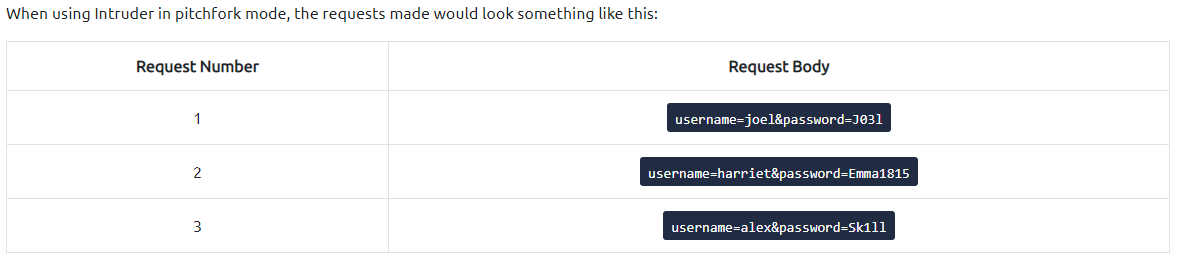 When using Intruder in pitchfork mode, the requests made would look something like this:
Request Number Request Body
1 username=joel&password=J03l
2 username=harriet&password=Emma1815
3 username=alex&password=Sk1ll